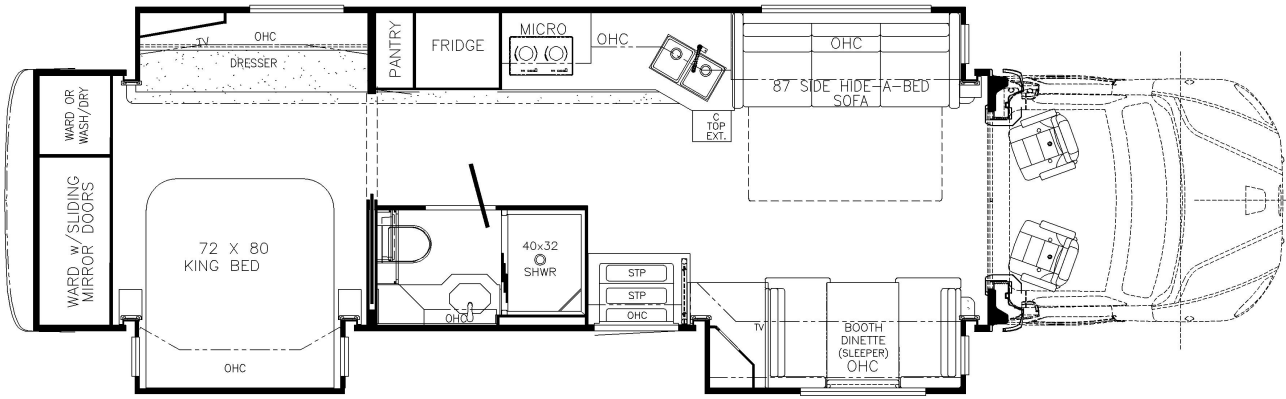 TV
OHC
DRESSER
PANTRY
FRIDGE
MICRO
OHC
OHC
87 SIDE HIDE-A-BED
SOFA
C
TOP
EXT.
WARD OR
WASH/DRY
WARD w/SLIDING
MIRROR DOORS
72 X 80
KING BED
OHC
40x32
SHWR
OHC
STP
STP
OHC
TV
BOOTH
DINETTE
(SLEEPER)
OHC